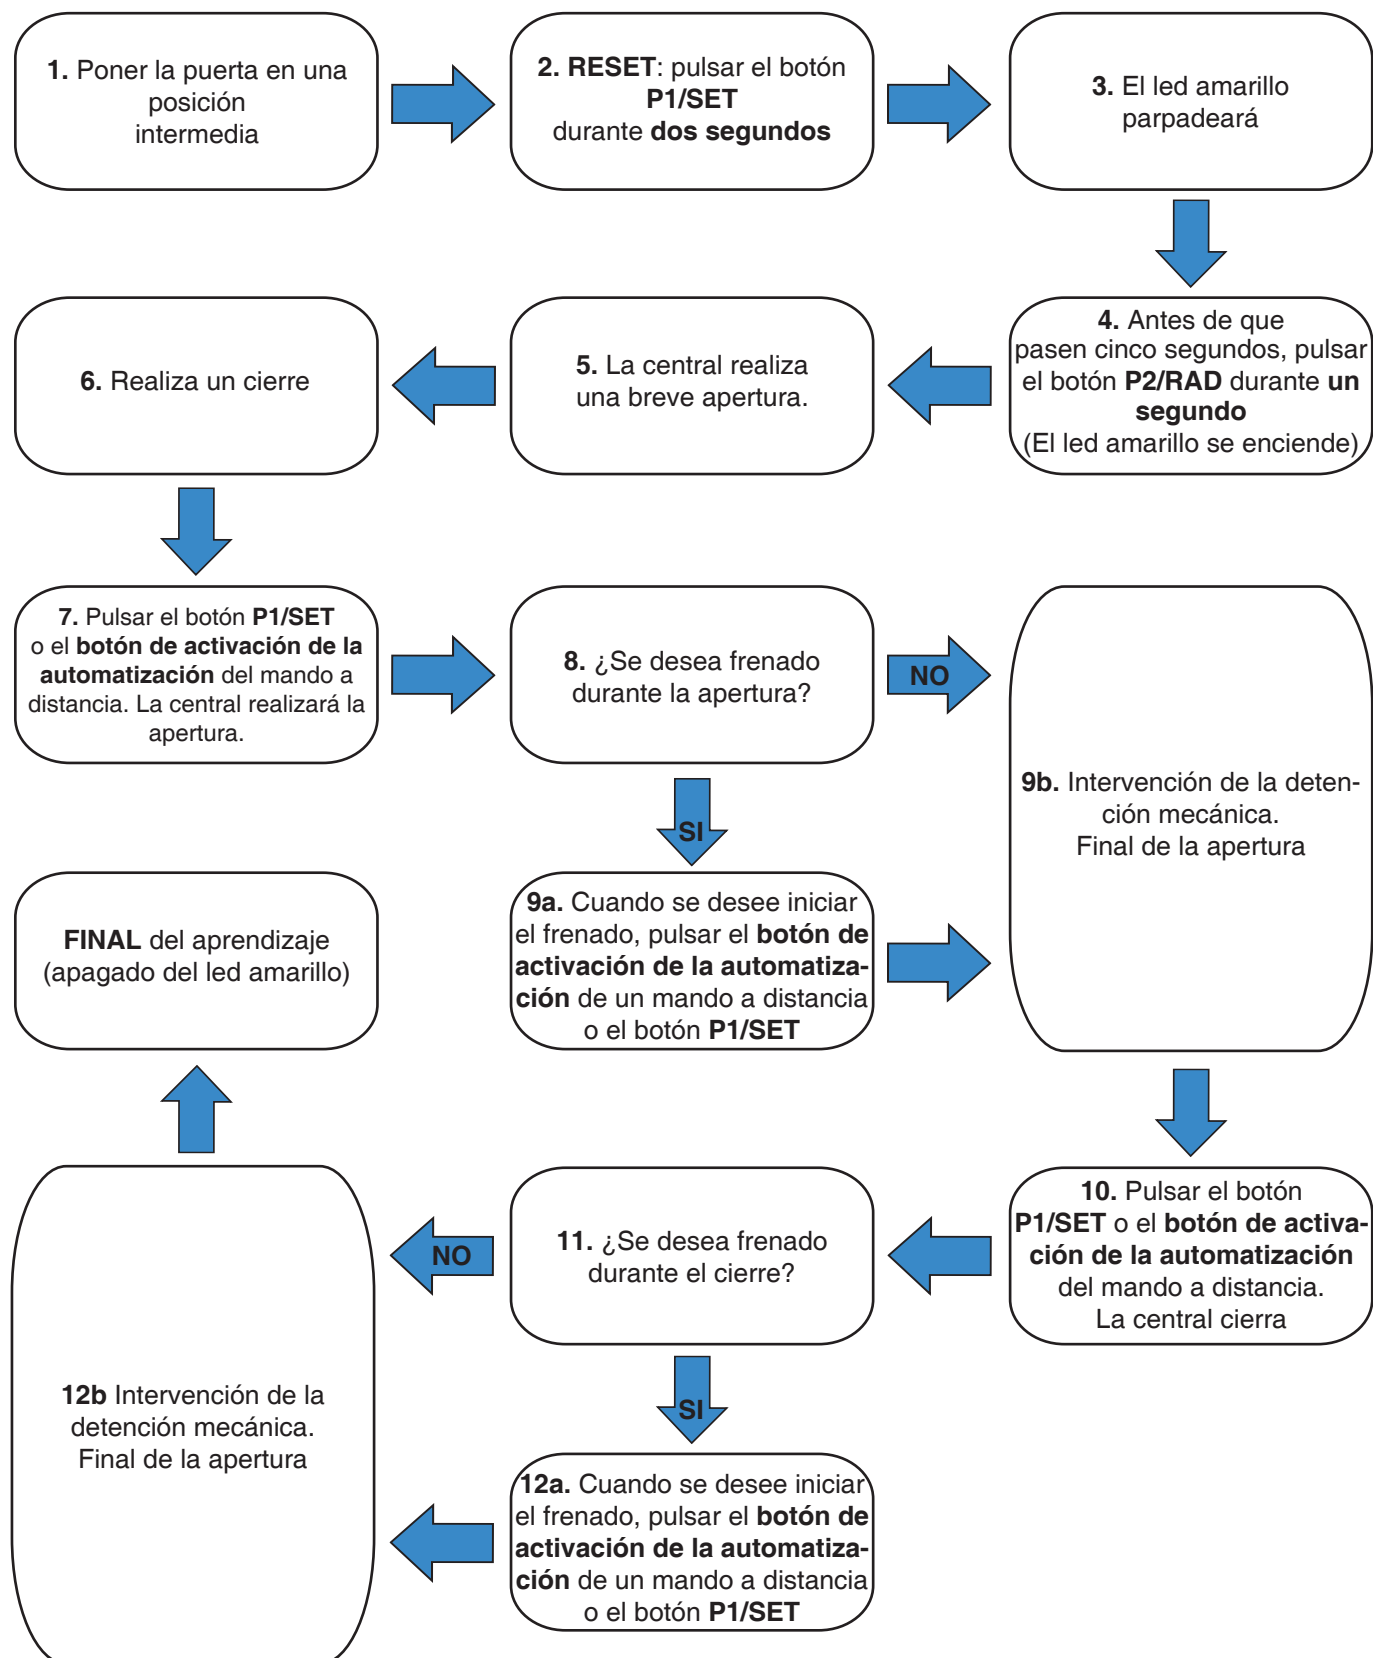 1. Poner la puerta en una
posición
intermedia
2. RESET: pulsar el botón
P1/SET
durante dos segundos
3. El led amarillo
parpadeará
4. Antes de que
pasen cinco segundos, pulsar
el botón P2/RAD durante un
segundo
(El led amarillo se enciende)
5. La central realiza
una breve apertura.
6. Realiza un cierre
7. Pulsar el botón P1/SET
o el botón de activación de la
automatización del mando a
distancia. La central realizará la
apertura.
8. ¿Se desea frenado
durante la apertura?
NO
SI
9a. Cuando se desee iniciar
el frenado, pulsar el botón de
activación de la automatiza-
ción de un mando a distancia
o el botón P1/SET
9b. Intervención de la deten-
ción mecánica.
Final de la apertura
10. Pulsar el botón
P1/SET o el botón de activa-
ción de la automatización
del mando a distancia.
La central cierra
11. ¿Se desea frenado
durante el cierre?
NO
SI
12a. Cuando se desee iniciar
el frenado, pulsar el botón de
activación de la automatiza-
ción de un mando a distancia
o el botón P1/SET
12b Intervención de la
detención mecánica.
Final de la apertura
FINAL del aprendizaje
(apagado del led amarillo)